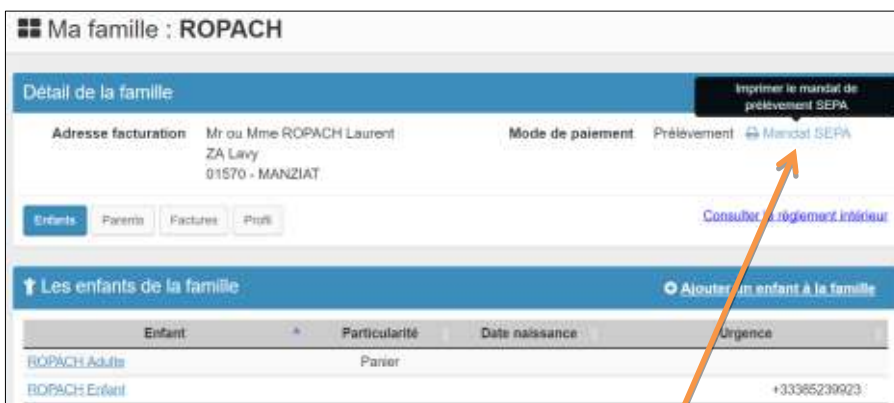 Ma famille : ROPACH
Détail de la famille
Imprimer le mandat de
prélèvement SEPA
Adresse facturation Mr ou Mme ROPACH Laurent Mode de paiement Prélèvement Mandat SEPA
ZA Lavy
01570 - MANZIAT
Enfants Parents Factures Profil Consulter le règlement intérieur
Les enfants de la famille Ajouter un enfant à la famille
Enfant Particularité Date naissance Urgence
ROPACH Adulte Panier
ROPACH Enfant +33385239923